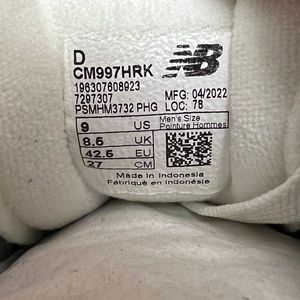 D
CM997HRK
196307608923
7297307
PSMHM3732 PHG
NB
MFG: 04/2022
LOC: 78
Men's Size
Pointure Hommes
9 US
8.5 UK
42.5 EU
27 CM
Made in Indonesia
Fabriqué en Indonésie